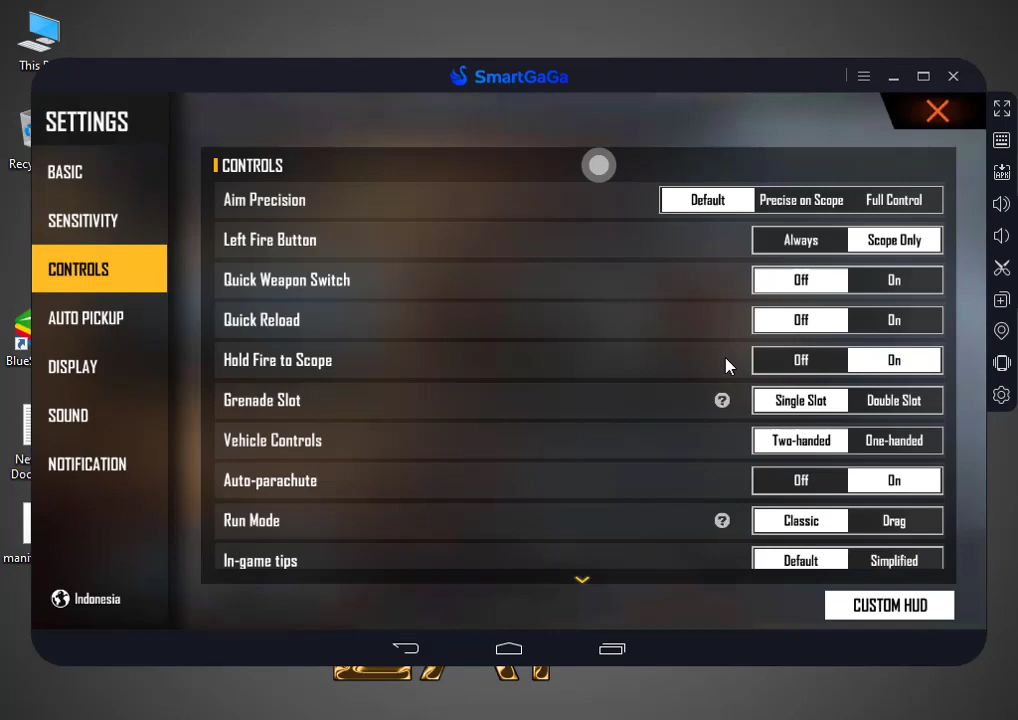 This
SmartGaGa
SETTINGS
BASIC
SENSITIVITY
CONTROLS
AUTO PICKUP
DISPLAY
SOUND
NOTIFICATION
Indonesia
CONTROLS
Aim Precision Default Precise on Scope Full Control
Left Fire Button Always Scope Only
Quick Weapon Switch Off On
Quick Reload Off On
Hold Fire to Scope Off On
Grenade Slot ? Single Slot Double Slot
Vehicle Controls Two-handed One-handed
Auto-parachute Off On
Run Mode ? Classic Drag
In-game tips Default Simplified
CUSTOM HUD
APK
Recy
Blue
Ne
Doc
mani